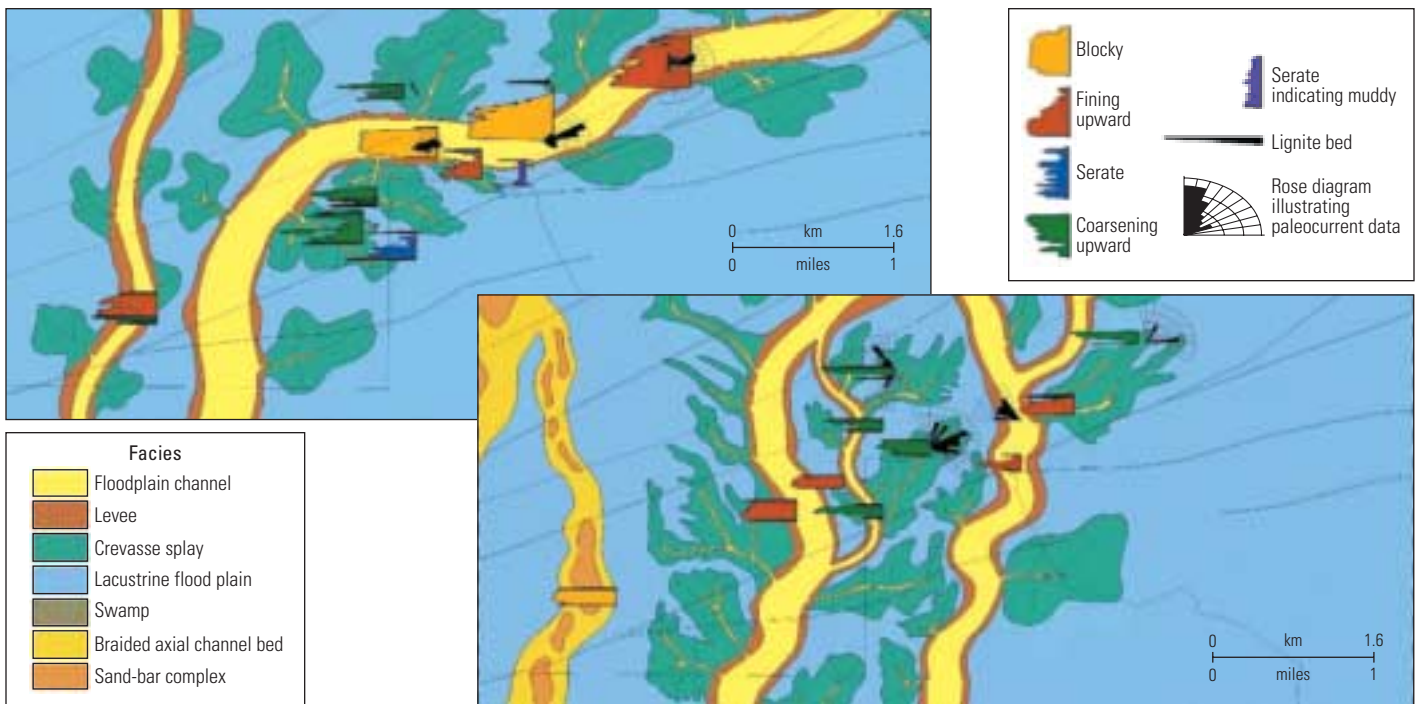 Blocky
Fining
upward
Serate
Coarsening
upward
Serate
indicating muddy
Lignite bed
Rose diagram
illustrating
paleocurrent data
0 km 1.6
0 miles 1
Facies
Floodplain channel
Levee
Crevasse splay
Lacustrine flood plain
Swamp
Braided axial channel bed
Sand-bar complex
0 km 1.6
0 miles 1